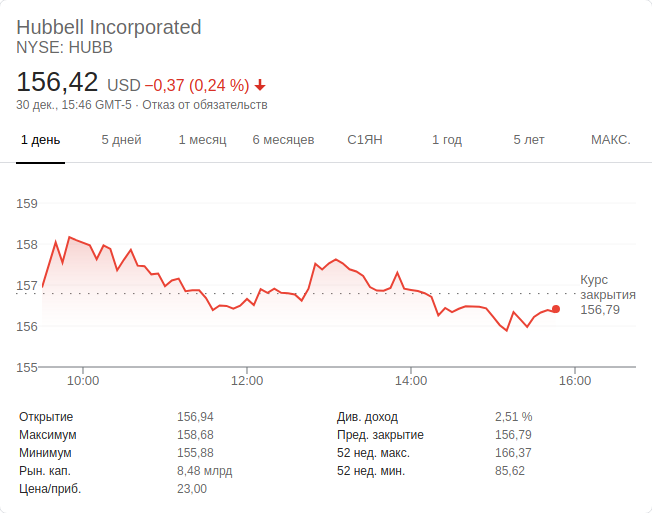 Hubbell Incorporated
NYSE: HUBB
156,42 USD −0,37 (0,24 %)
30 дек., 15:46 GMT-5 · Отказ от обязательств
1 день 5 дней 1 месяц 6 месяцев С1ЯН 1 год 5 лет МАКС.
159
158
157
156
155
Курс
закрытия
156,79
10:00 12:00 14:00 16:00
Открытие 156,94 Див. доход 2,51 %
Максимум 158,68 Пред. закрытие 156,79
Минимум 155,88 52 нед. макс. 166,37
Рын. кап. 8,48 млрд 52 нед. мин. 85,62
Цена/приб. 23,00